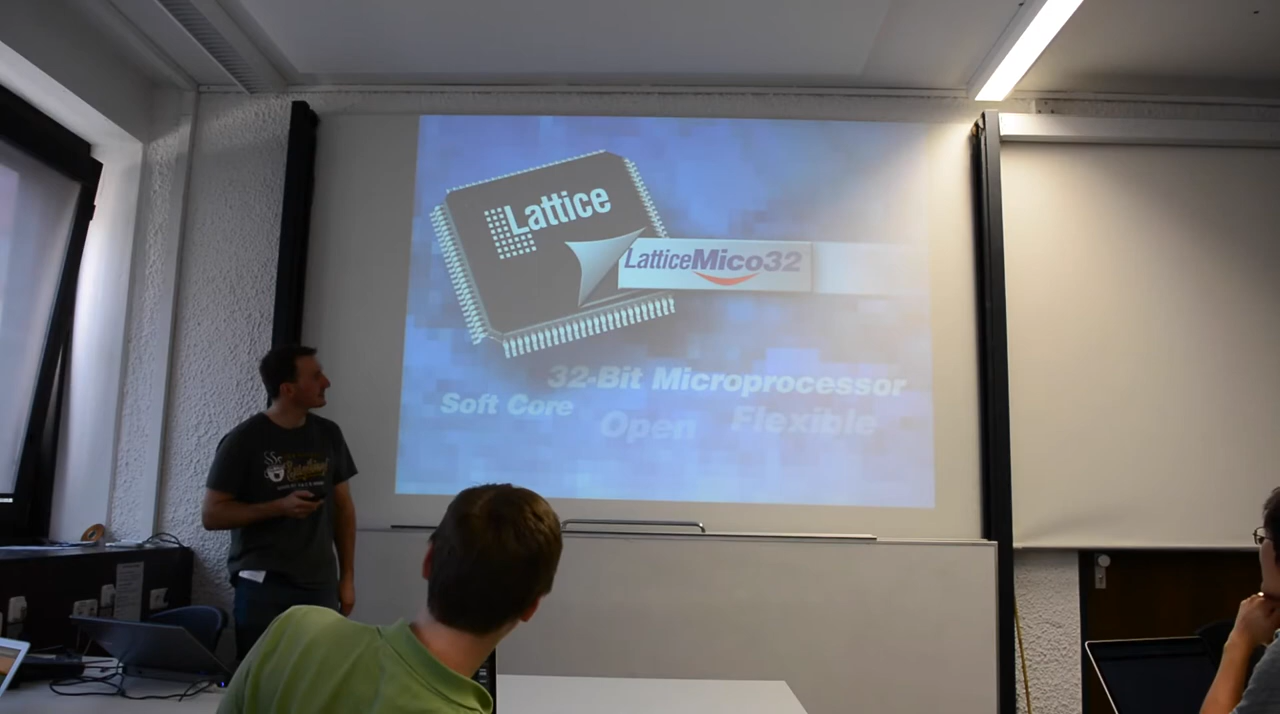 Lattice
LatticeMico32
32-Bit Microprocessor
Soft Core
Open
Flexible